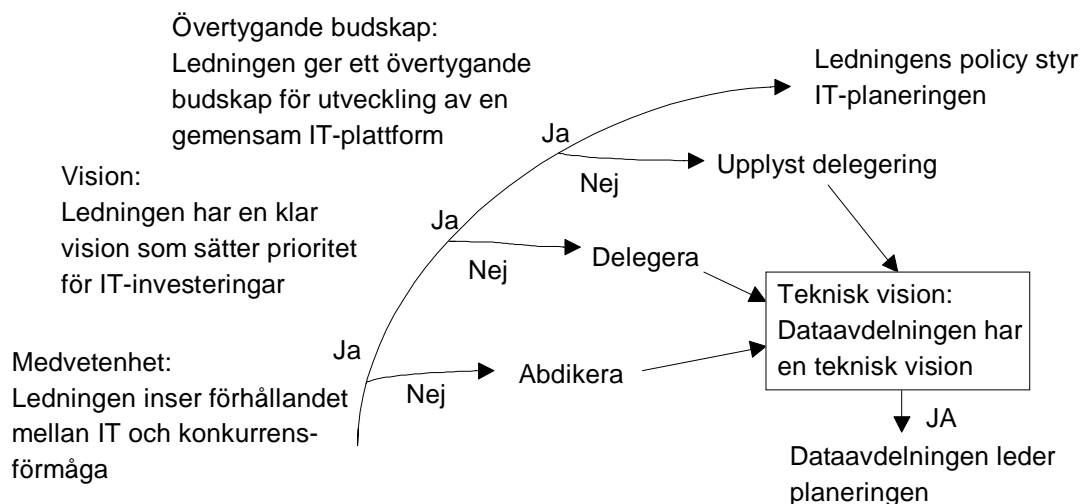 Övertygande budskap:
Ledningen ger ett övertygande
budskap för utveckling av en
gemensam IT-plattform
Ledningens policy styr
IT-planeringen
Ja
Nej
Upplyst delegering
Vision:
Ledningen har en klar
vision som sätter prioritet
för IT-investeringar
Ja
Nej
Delegera
Teknisk vision:
Dataavdelningen har
en teknisk vision
Medvetenhet:
Ledningen inser förhållandet
mellan IT och konkurrens-
förmåga
Ja
Nej
Abdikera
JA
Dataavdelningen leder
planeringen